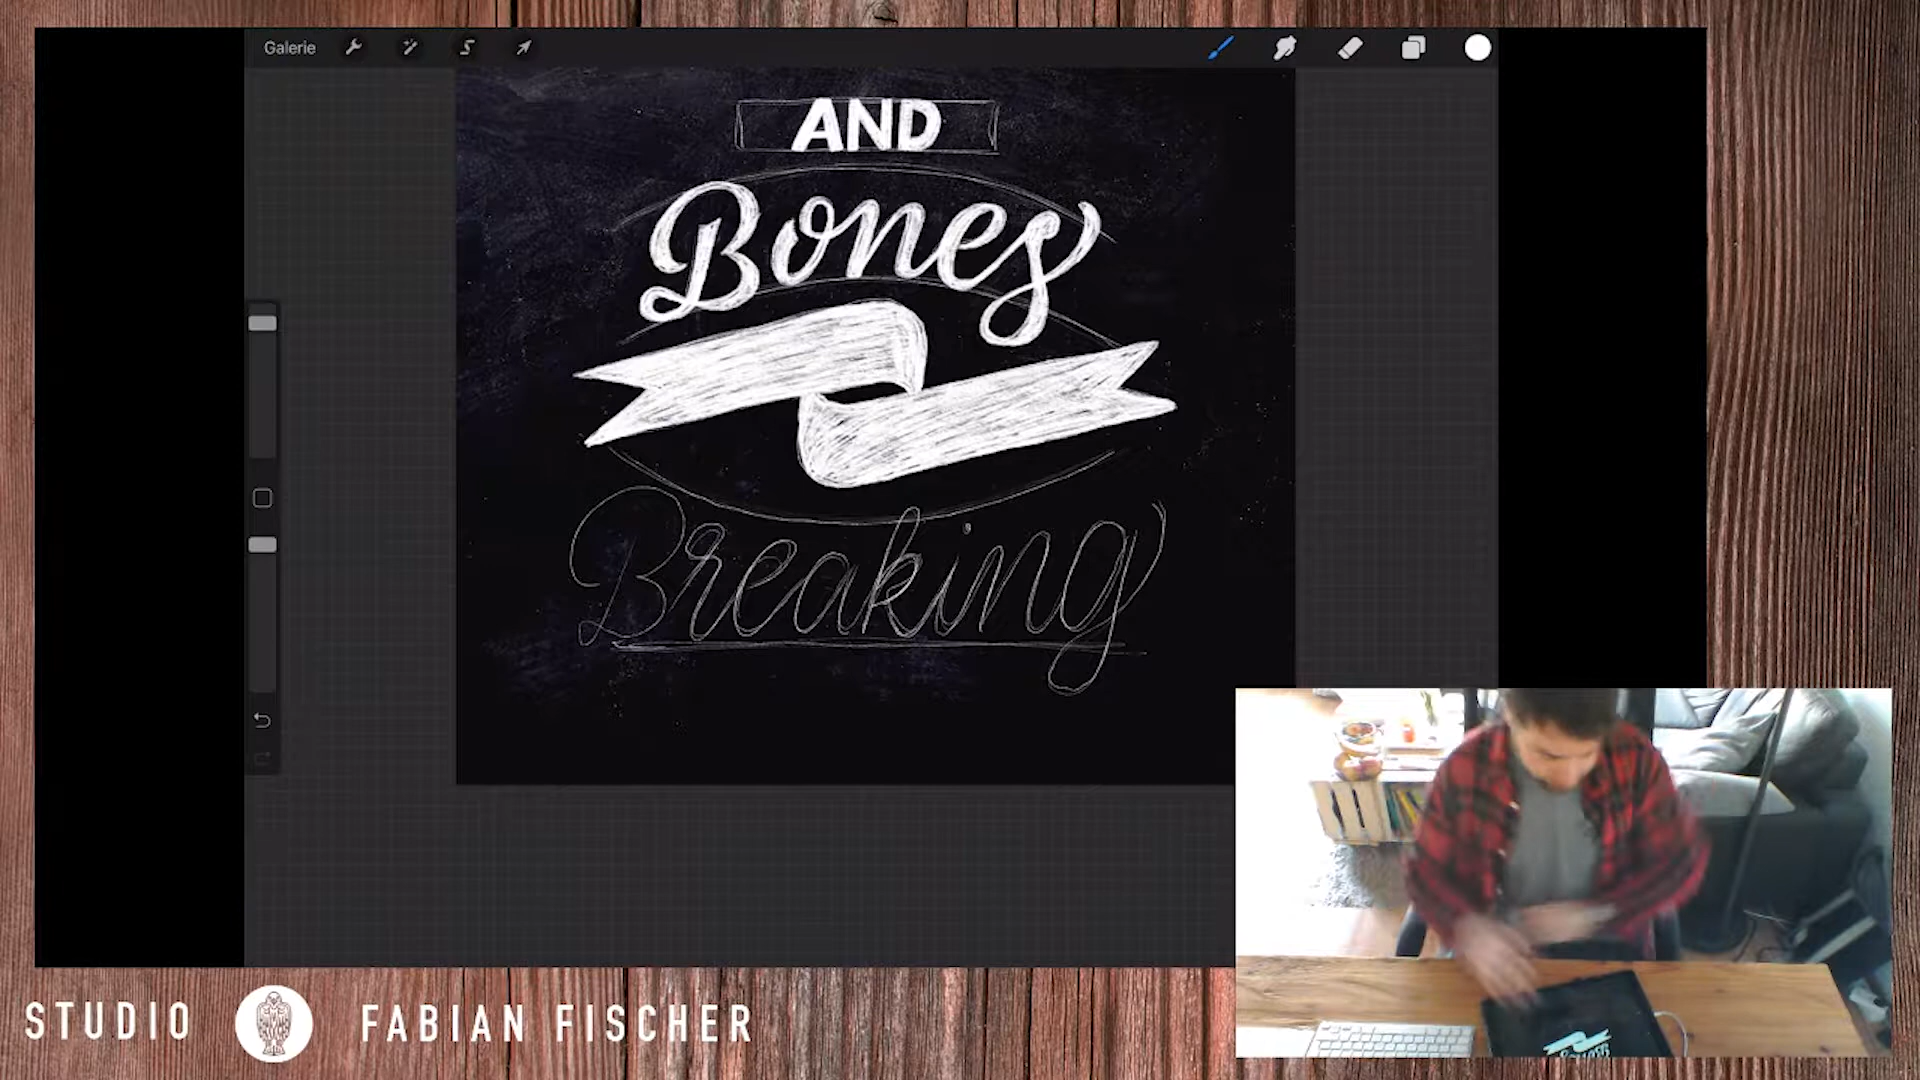 Galerie
AND
Bones
Breaking
STUDIO FABIAN FISCHER